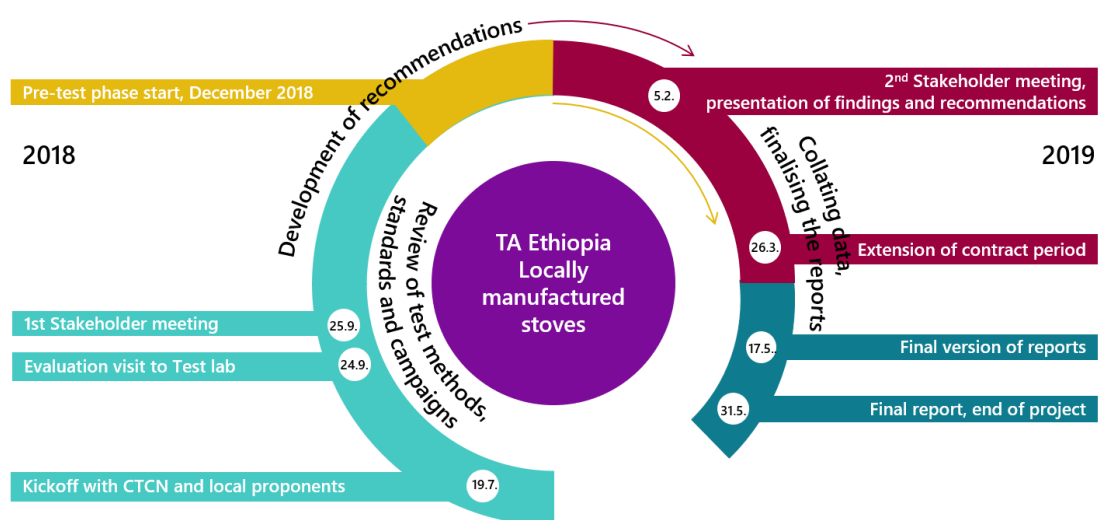 Development of recommendations
Pre-test phase start, December 2018
2018
5.2.
2nd Stakeholder meeting,
presentation of findings and recommendations
2019
Collating data,
finalising the reports
Review of test methods,
standards and campaigns
TA Ethiopia
Locally
manufactured
stoves
26.3.
Extension of contract period
1st Stakeholder meeting
25.9.
Evaluation visit to Test lab
24.9.
17.5..
Final version of reports
31.5.
Final report, end of project
Kickoff with CTCN and local proponents
19.7.